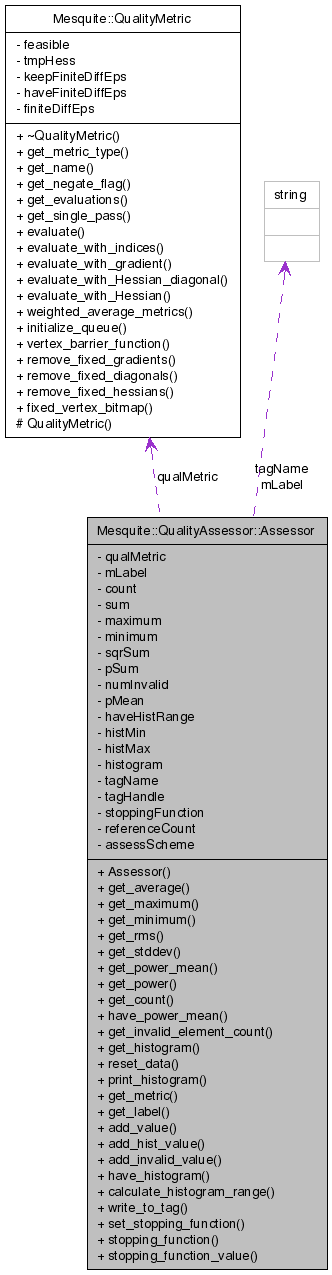 Mesquite::QualityMetric
- feasible
- tmpHess
- keepFiniteDiffEps
- haveFiniteDiffEps
- finiteDiffEps
+ ~QualityMetric()
+ get_metric_type()
+ get_name()
+ get_negate_flag()
+ get_evaluations()
+ get_single_pass()
+ evaluate()
+ evaluate_with_indices()
+ evaluate_with_gradient()
+ evaluate_with_Hessian_diagonal()
+ evaluate_with_Hessian()
+ weighted_average_metrics()
+ initialize_queue()
+ vertex_barrier_function()
+ remove_fixed_gradients()
+ remove_fixed_diagonals()
+ remove_fixed_hessians()
+ fixed_vertex_bitmap()
# QualityMetric()
string
qualMetric
tagName
mLabel
Mesquite::QualityAssessor::Assessor
- qualMetric
- mLabel
- count
- sum
- maximum
- minimum
- sqrSum
- pSum
- numInvalid
- pMean
- haveHistRange
- histMin
- histMax
- histogram
- tagName
- tagHandle
- stoppingFunction
- referenceCount
- assessScheme
+ Assessor()
+ get_average()
+ get_maximum()
+ get_minimum()
+ get_rms()
+ get_stddev()
+ get_power_mean()
+ get_power()
+ get_count()
+ have_power_mean()
+ get_invalid_element_count()
+ get_histogram()
+ reset_data()
+ print_histogram()
+ get_metric()
+ get_label()
+ add_value()
+ add_hist_value()
+ add_invalid_value()
+ have_histogram()
+ calculate_histogram_range()
+ write_to_tag()
+ set_stopping_function()
+ stopping_function()
+ stopping_function_value()